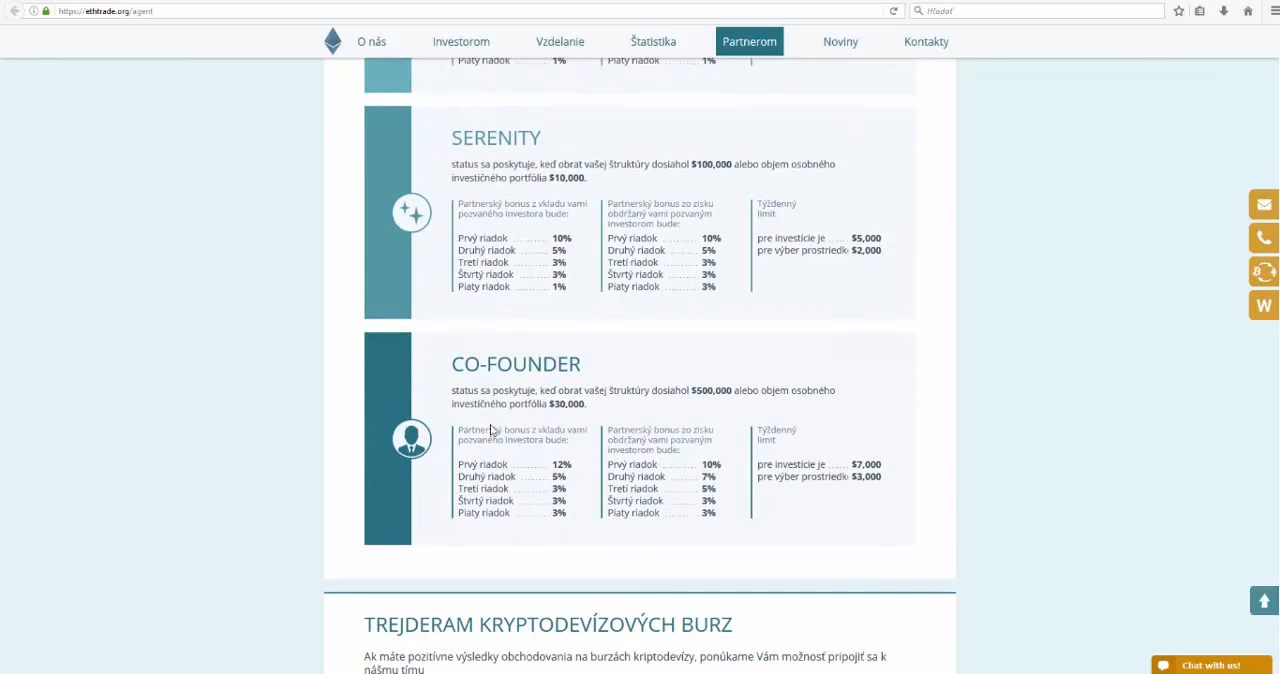 https://ethtrade.org/agent
Hľadať
O nás
Investorom
Vzdelanie
Štatistika
Partnerom
Noviny
Kontakty
Piaty riadok ......... 1%
Piaty riadok ......... 1%
SERENITY
status sa poskytuje, keď obrat vašej štruktúry dosiahol $100,000 alebo objem osobného
investičného portfólia $10,000.
Partnerský bonus z vkladu vami
pozvaného investora bude:
Prvý riadok ......... 10%
Druhý riadok ......... 5%
Tretí riadok ......... 3%
Štvrtý riadok ......... 3%
Piaty riadok ......... 1%
Partnerský bonus zo zisku
obdržaný vami pozvaným
investorom bude:
Prvý riadok ......... 10%
Druhý riadok ......... 5%
Tretí riadok ......... 3%
Štvrtý riadok ......... 3%
Piaty riadok ......... 3%
Týždenný
limit
pre investície je ...... $5,000
pre výber prostriedk $2,000
CO-FOUNDER
status sa poskytuje, keď obrat vašej štruktúry dosiahol $500,000 alebo objem osobného
investičného portfólia $30,000.
Partnerský bonus z vkladu vami
pozvaného investora bude:
Prvý riadok ......... 12%
Druhý riadok ......... 5%
Tretí riadok ......... 3%
Štvrtý riadok ......... 3%
Piaty riadok ......... 3%
Partnerský bonus zo zisku
obdržaný vami pozvaným
investorom bude:
Prvý riadok ......... 10%
Druhý riadok ......... 7%
Tretí riadok ......... 5%
Štvrtý riadok ......... 3%
Piaty riadok ......... 3%
Týždenný
limit
pre investície je ...... $7,000
pre výber prostriedk $3,000
W
TREJDERAM KRYPTODEVÍZOVÝCH BURZ
Ak máte pozitívne výsledky obchodovania na burzách kriptodevízy, ponúkame Vám možnosť pripojiť sa k
nášmu tímu
Chat with us!